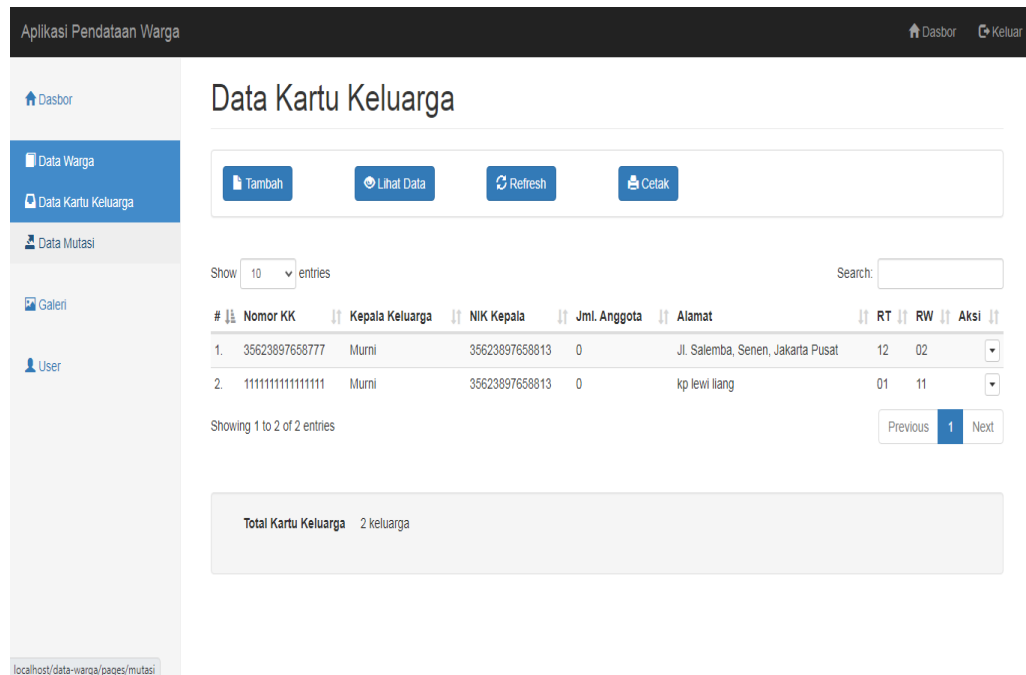 Aplikasi Pendataan Warga
Dasbor Keluar
Dasbor
Data Warga
Data Kartu Keluarga
Data Mutasi
Galeri
User
Data Kartu Keluarga
Tambah Lihat Data Refresh Cetak
Show 10 entries Search:
# Nomor KK Kepala Keluarga NIK Kepala Jml. Anggota Alamat RT RW Aksi
1. 35623897658777 Murni 35623897658813 0 Jl. Salemba, Senen, Jakarta Pusat 12 02
2. 1111111111111111 Murni 35623897658813 0 kp lewi liang 01 11
Showing 1 to 2 of 2 entries Previous 1 Next
Total Kartu Keluarga 2 keluarga
localhost/data-warga/pages/mutasi